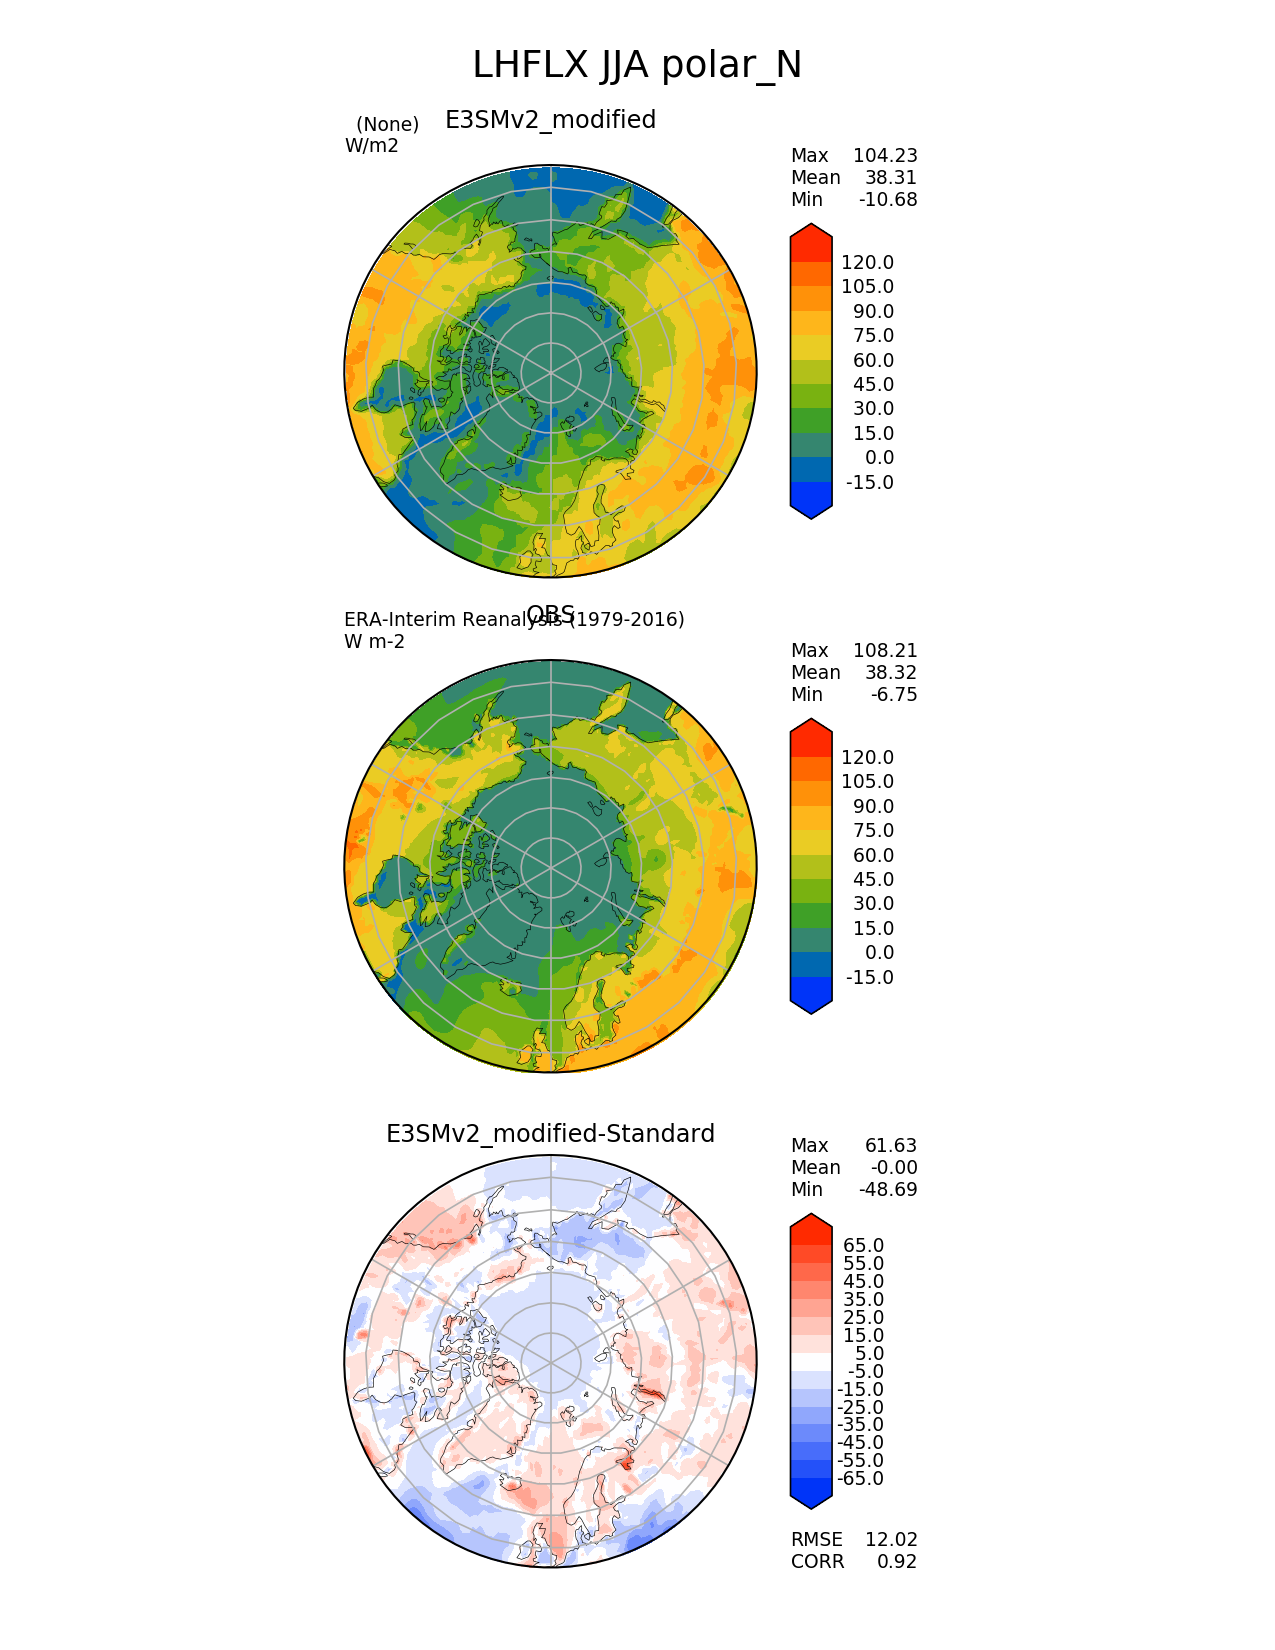 LHFLX JJA polar_N
(None)
E3SMv2_modified
W/m2
Max 104.23
Mean 38.31
Min -10.68
120.0
105.0
90.0
75.0
60.0
45.0
30.0
15.0
0.0
-15.0
OBS
ERA-Interim Reanalysis (1979-2016)
W m-2
Max 108.21
Mean 38.32
Min -6.75
120.0
105.0
90.0
75.0
60.0
45.0
30.0
15.0
0.0
-15.0
E3SMv2_modified-Standard
Max 61.63
Mean -0.00
Min -48.69
65.0
55.0
45.0
35.0
25.0
15.0
5.0
-5.0
-15.0
-25.0
-35.0
-45.0
-55.0
-65.0
RMSE 12.02
CORR 0.92